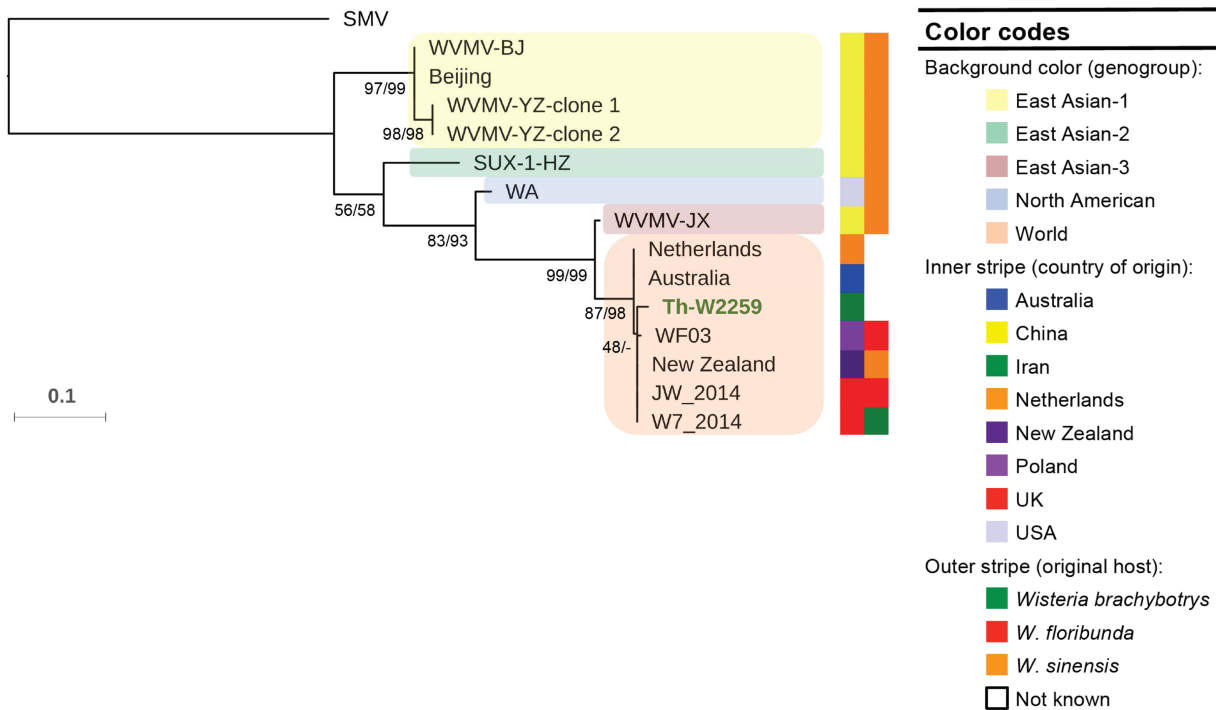 SMV
WVMV-BJ
Beijing
97/99
WVMV-YZ-clone 1
98/98
WVMV-YZ-clone 2
SUX-1-HZ
WA
56/58
WVMV-JX
83/93
Netherlands
99/99
Australia
87/98
Th-W2259
WF03
48/-
New Zealand
JW_2014
W7_2014
0.1
Color codes
Background color (genogroup):
East Asian-1
East Asian-2
East Asian-3
North American
World
Inner stripe (country of origin):
Australia
China
Iran
Netherlands
New Zealand
Poland
UK
USA
Outer stripe (original host):
Wisteria brachybotrys
W. floribunda
W. sinensis
Not known